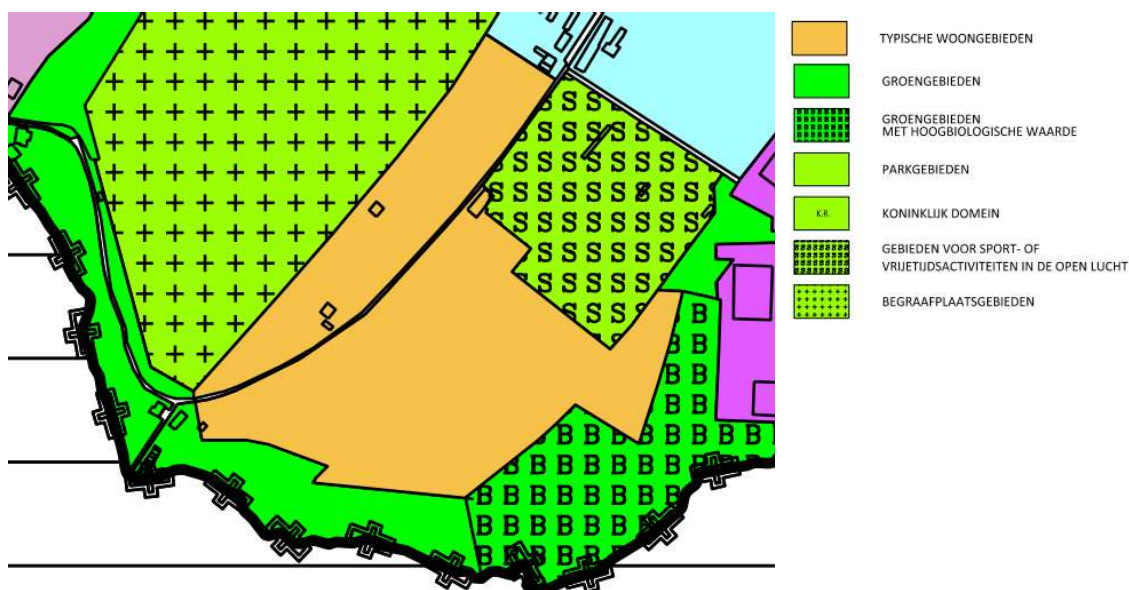 TYPISCHE WOONGEBIEDEN
GROENGEBIEDEN
GROENGEBIEDEN
MET HOOGBIOLOGISCHE WAARDE
PARKGEBIEDEN
K.R.
KONINKLIJK DOMEIN
GEBIEDEN VOOR SPORT- OF
VRIJETIJDSACTIVITEITEN IN DE OPEN LUCHT
BEGRAAFPLAATSGEBIEDEN